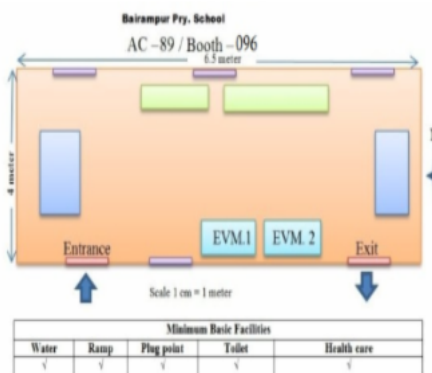 Bairampur Pry. School
AC –89 / Booth –096
6.5 meter
4 meter
EVM.1 EVM. 2
Entrance Exit
Scale 1 cm = 1 meter
Minimum Basic Facilities
Water Ramp Plug point Toilet Health care
√ √ √ √ √